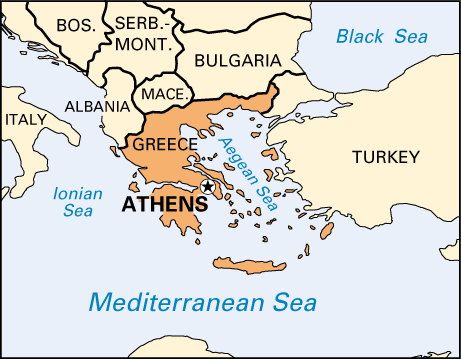 BOS.
SERB.-
MONT.
Black Sea
BULGARIA
MACE.
ALBANIA
ITALY
GREECE
Aegean Sea
TURKEY
Ionian
Sea
ATHENS
Mediterranean Sea